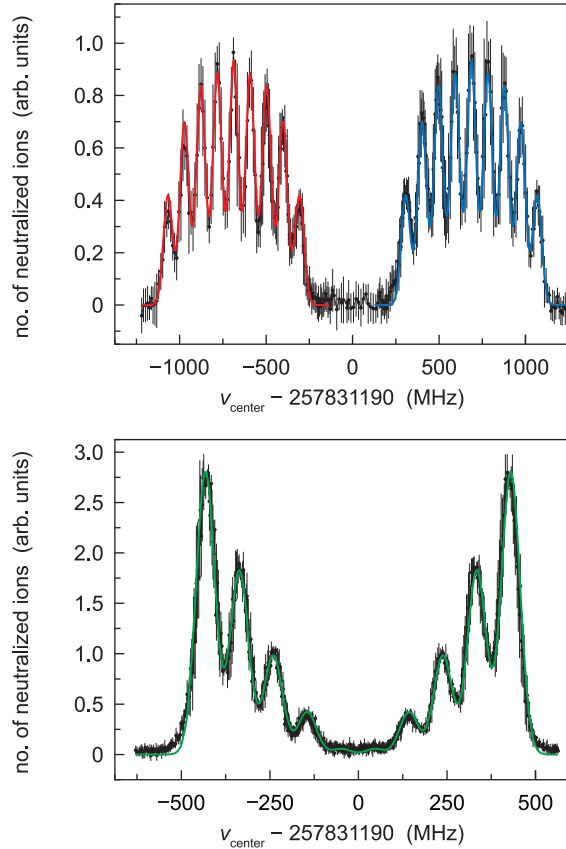 no. of neutralized ions (arb. units)
1.0
0.8
0.6
0.4
0.2
0
−1000 −500 0 500 1000
ν_center − 257831190 (MHz)
no. of neutralized ions (arb. units)
3.0
2.5
2.0
1.5
1.0
0.5
0
−500 −250 0 250 500
ν_center − 257831190 (MHz)